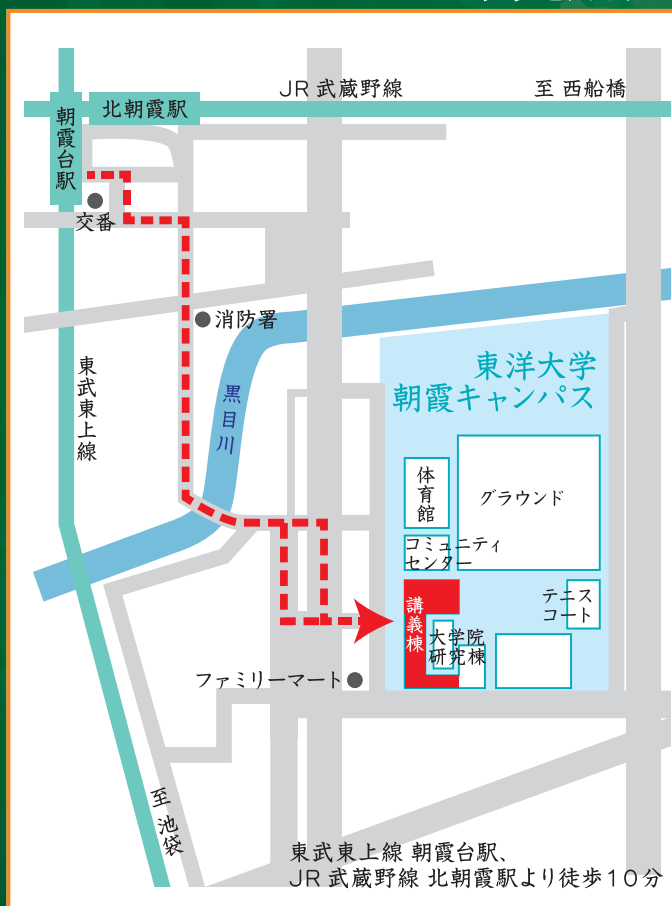 JR 武蔵野線
至 西船橋
北朝霞駅
朝霞台駅
交番
消防署
東武東上線
黒目川
東洋大学
朝霞キャンパス
体育館
グラウンド
コミュニティ
センター
テニス
コート
講義棟
大学院
研究棟
ファミリーマート
至 池袋
東武東上線 朝霞台駅、
JR 武蔵野線 北朝霞駅より徒歩10分